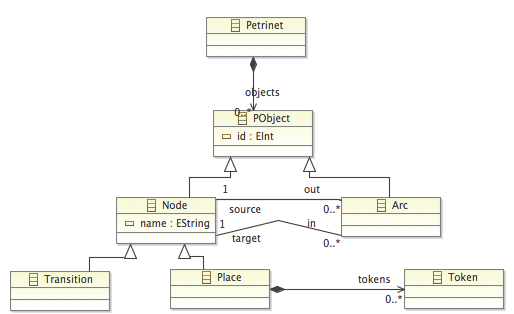 Petrinet
objects
0..*
PObject
id : EInt
1
out
Node
source
0..*
Arc
name : EString
1
in
target
0..*
Transition
Place
tokens
Token
0..*